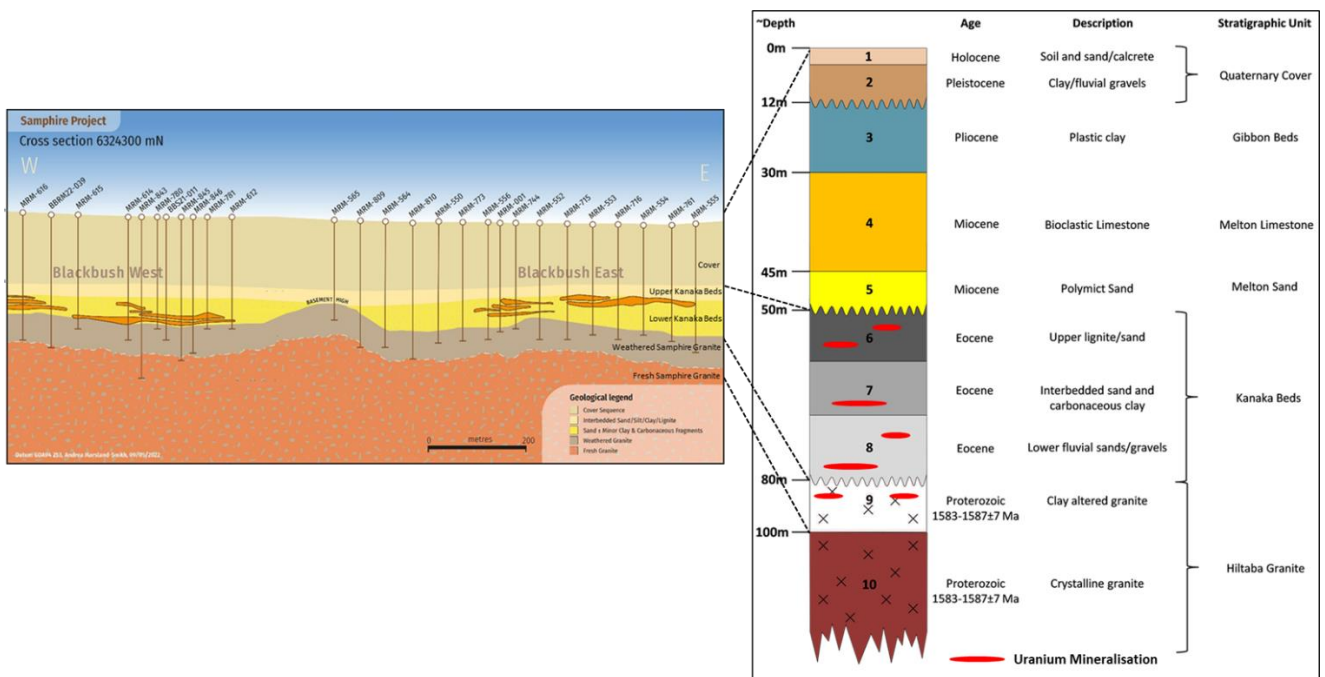 Samphire Project
Cross section 6324300 mN
W
E
MRM-616
BBRM22-039
MRM-615
MRM-614
MRM-843
MRM-780
BBS21-011
MRM-845
MRM-846
MRM-781
MRM-612
MRM-565
MRM-809
MRM-564
MRM-810
MRM-550
MRM-773
MRM-556
MRM-001
MRM-744
MRM-552
MRM-715
MRM-553
MRM-716
MRM-554
MRM-761
MRM-555
Blackbush West
Blackbush East
Cover
Upper Kanaka Beds
BASEMENT HIGH
Lower Kanaka Beds
Weathered Samphire Granite
Fresh Samphire Granite
Geological legend
Cover Sequence
Interbedded Sand/Silt/Clay/Lignite
Sand ± Minor Clay & Carbonaceous Fragments
Weathered Granite
Fresh Granite
0 metres 200
~Depth Age Description Stratigraphic Unit
0m
1 Holocene Soil and sand/calcrete
Quaternary Cover
2 Pleistocene Clay/fluvial gravels
12m
3 Pliocene Plastic clay Gibbon Beds
30m
4 Miocene Bioclastic Limestone Melton Limestone
45m
5 Miocene Polymict Sand Melton Sand
50m
6 Eocene Upper lignite/sand
7 Eocene Interbedded sand and
carbonaceous clay
Kanaka Beds
8 Eocene Lower fluvial sands/gravels
80m
9 Proterozoic Clay altered granite
1583-1587±7 Ma
100m
Hiltaba Granite
10 Proterozoic Crystalline granite
1583-1587±7 Ma
Uranium Mineralisation